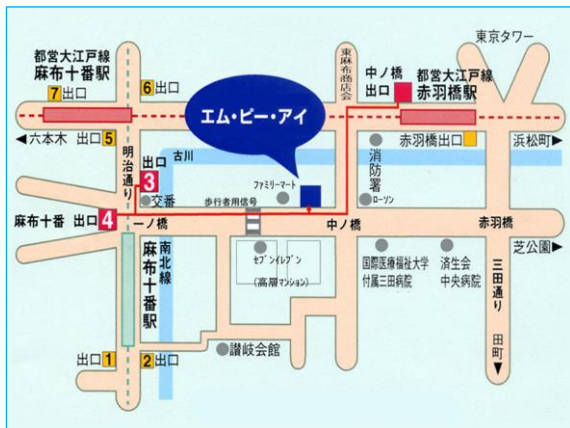 東京タワー
都営大江戸線
麻布十番駅
7出口
6
出口
東麻布商店会
中ノ橋
出口
都営大江戸線
赤羽橋駅
エム・ピー・アイ
六本木
出口5
明治通り
出口
3
古川
交番
ファミリーマート
歩行者用信号
消防署
ローソン
赤羽橋出口
浜松町
麻布十番 出口4
一ノ橋
中ノ橋
赤羽橋
芝公園
南北線
麻布十番駅
セブンイレブン
(高層マンション)
国際医療福祉大学
付属三田病院
済生会
中央病院
三田通り
田町
讃岐会館
出口1
2出口